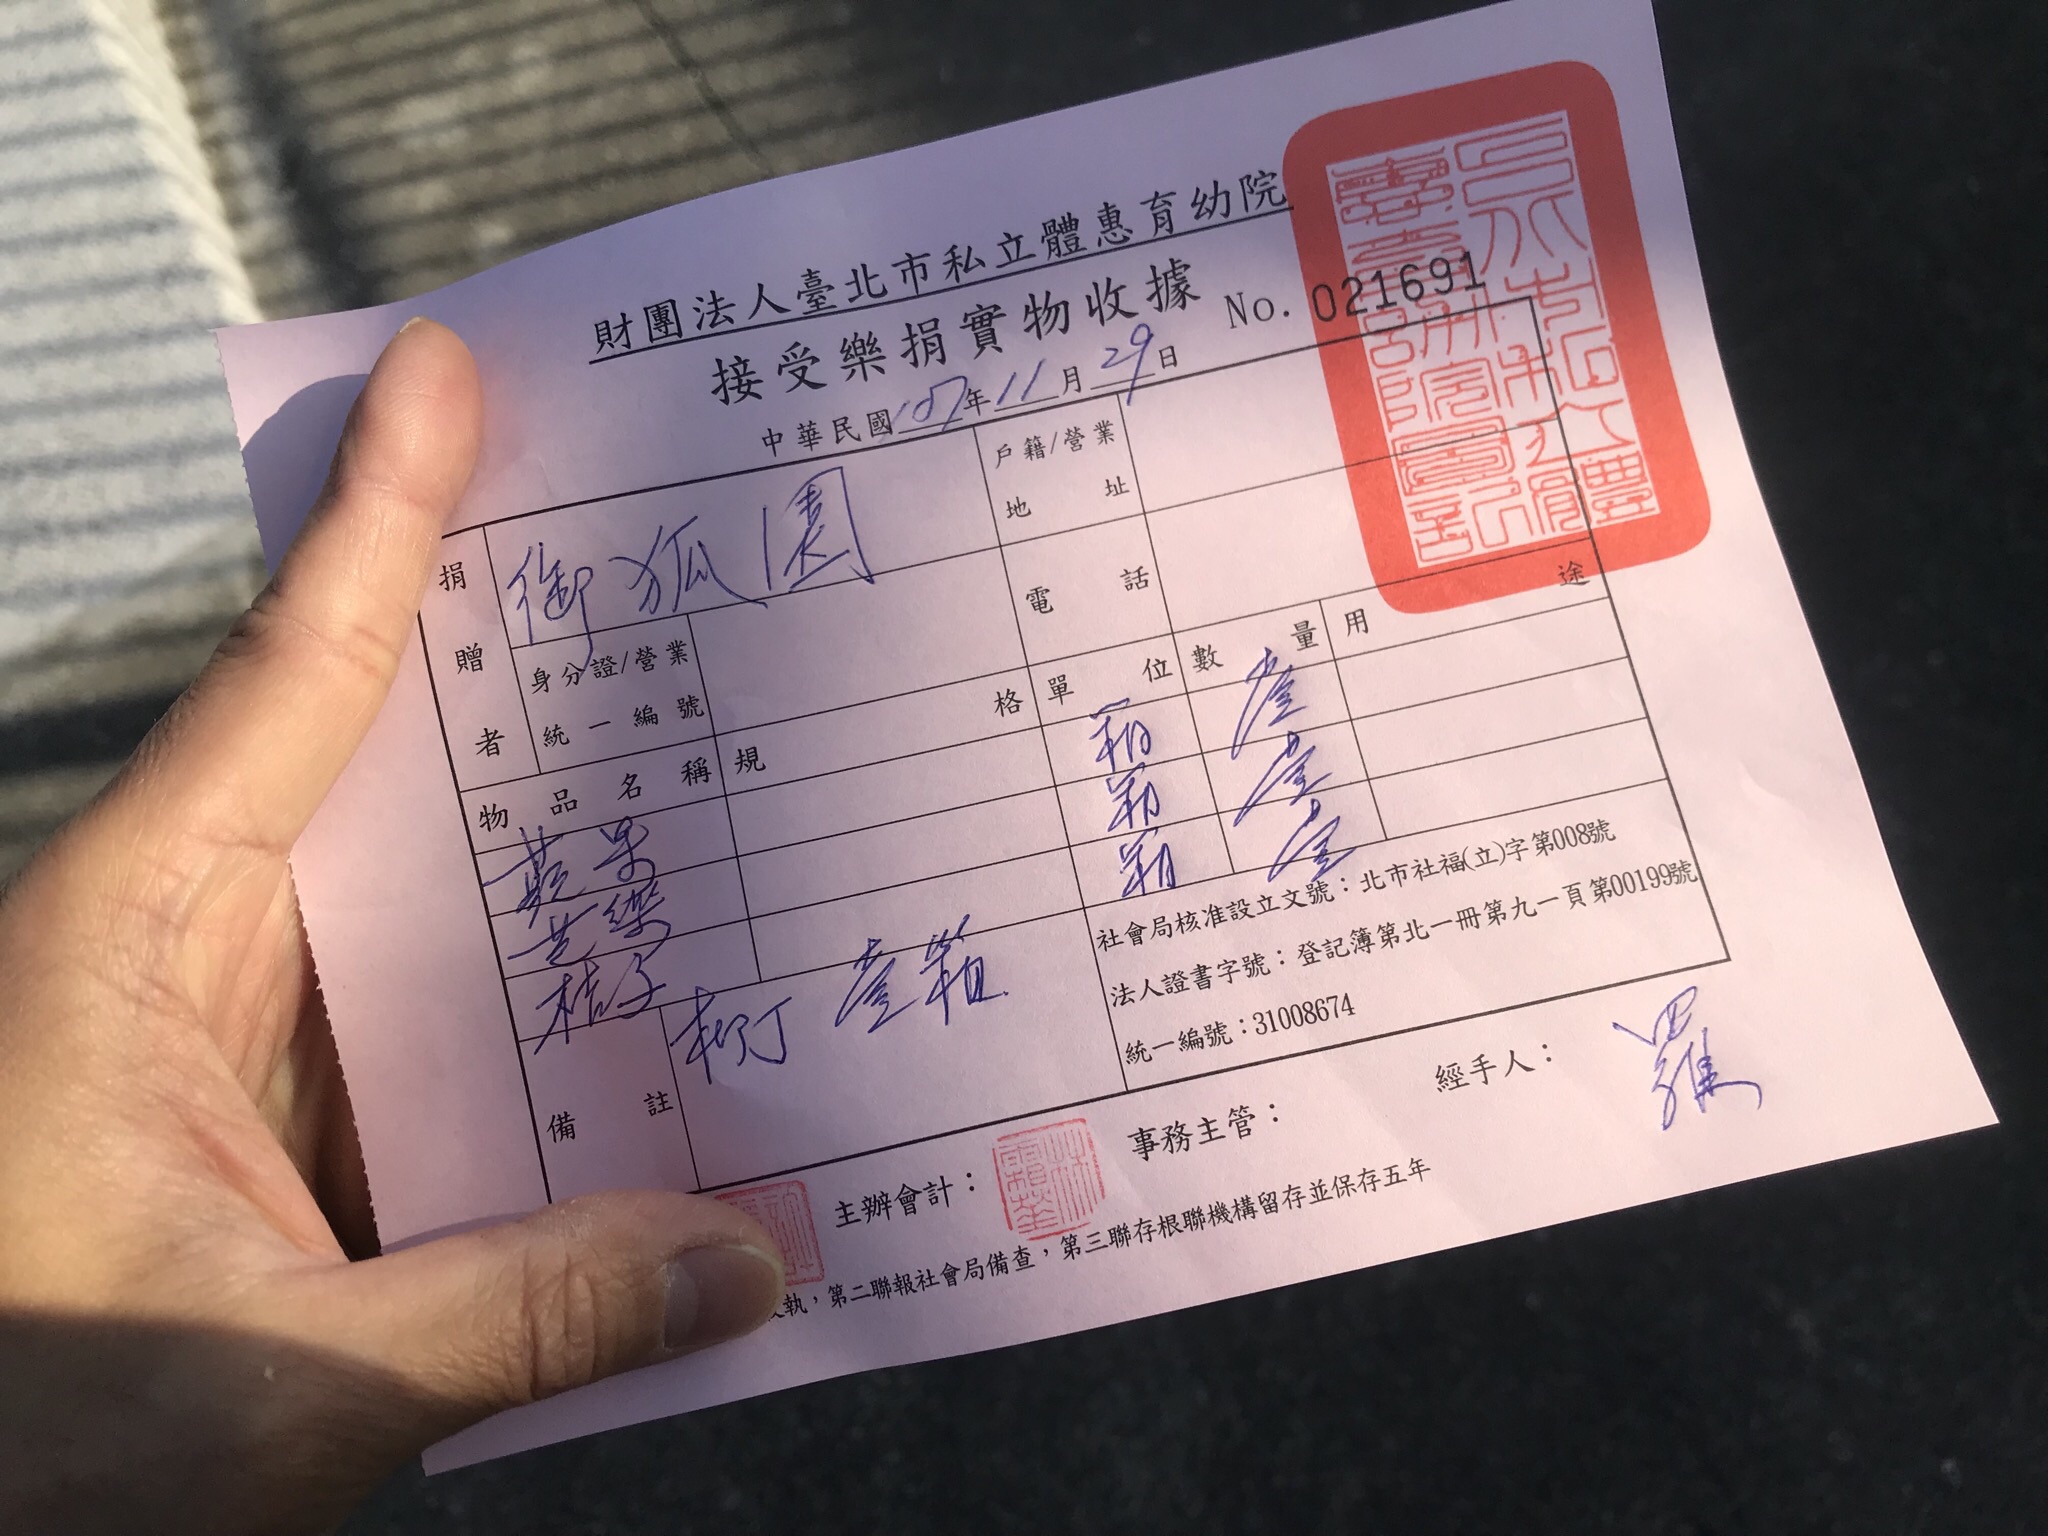 財團法人臺北市私立體惠育幼院
接受樂捐實物收據
No. 021691
中華民國107年11月29日
捐贈者
御狐園
戶籍/營業地址
身分證/營業統一編號
電話
物品名稱 規格 單位 數量 用途
蘋果 箱 壹
芭樂 箱 壹
桔子 箱 壹
備註
柳丁 壹箱
社會局核准設立文號：北市社福(立)字第008號
法人證書字號：登記簿第北一冊第九一頁第00199號
統一編號：31008674
主辦會計：
事務主管：
經手人：
羅
執，第二聯報社會局備查，第三聯存根聯機構留存並保存五年